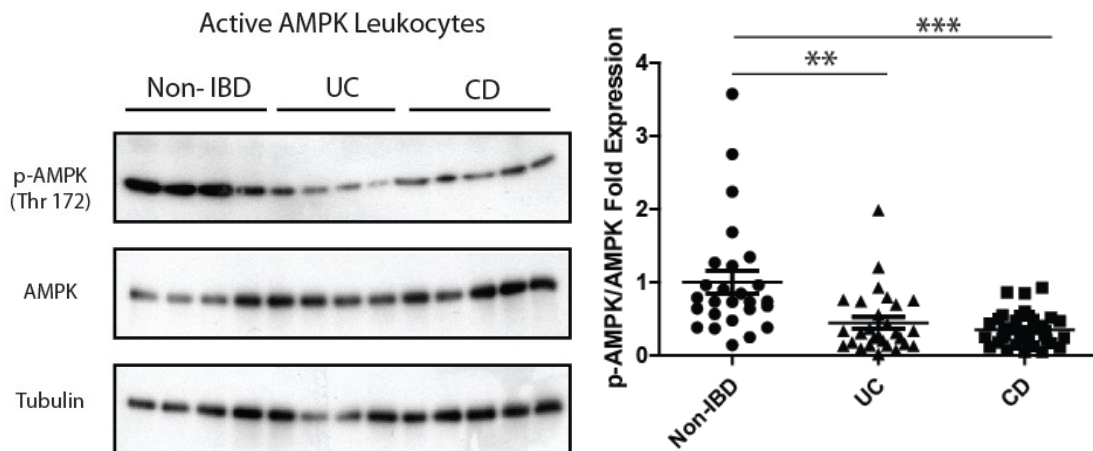 Active AMPK Leukocytes
Non- IBD UC CD
p-AMPK
(Thr 172)
AMPK
Tubulin
***
**
p-AMPK/AMPK Fold Expression
4
3
2
1
0
Non-IBD
UC
CD